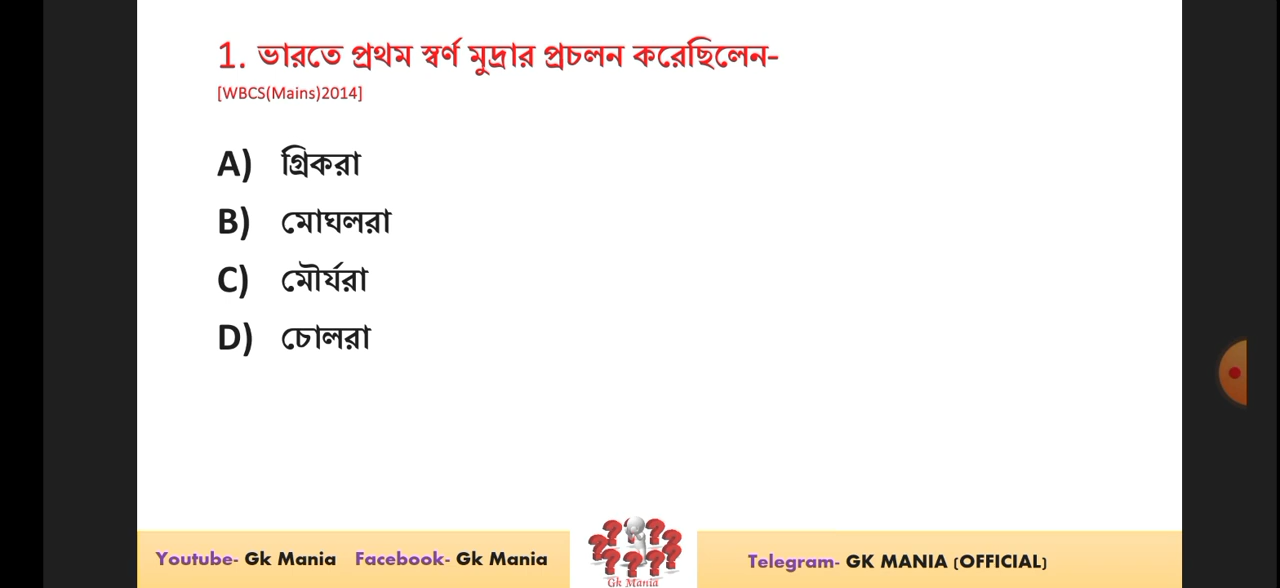 1. ভারতে প্রথম স্বর্ণ মুদ্রার প্রচলন করেছিলেন-
[WBCS(Mains)2014]
A) গ্রিকরা
B) মোঘলরা
C) মৌর্যরা
D) চোলরা
Youtube- Gk Mania Facebook- Gk Mania
Gk Mania
Telegram- GK MANIA (OFFICIAL)